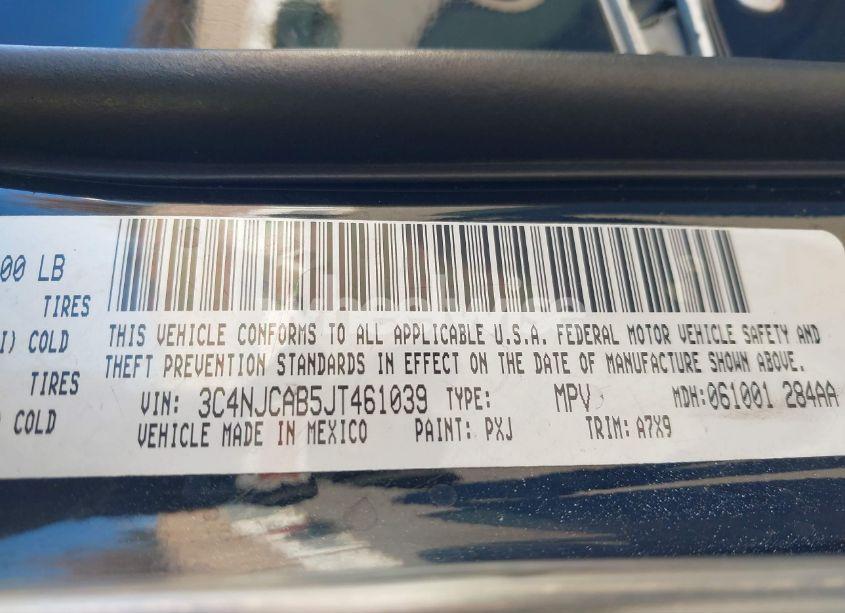 00 LB
TIRES
I) COLD
TIRES
COLD
THIS VEHICLE CONFORMS TO ALL APPLICABLE U.S.A. FEDERAL MOTOR VEHICLE SAFETY AND
THEFT PREVENTION STANDARDS IN EFFECT ON THE DATE OF MANUFACTURE SHOWN ABOVE.
VIN: 3C4NJCAB5JT461039 TYPE: MPV MDH:061001 284AA
VEHICLE MADE IN MEXICO PAINT: PXJ TRIM: A7X9